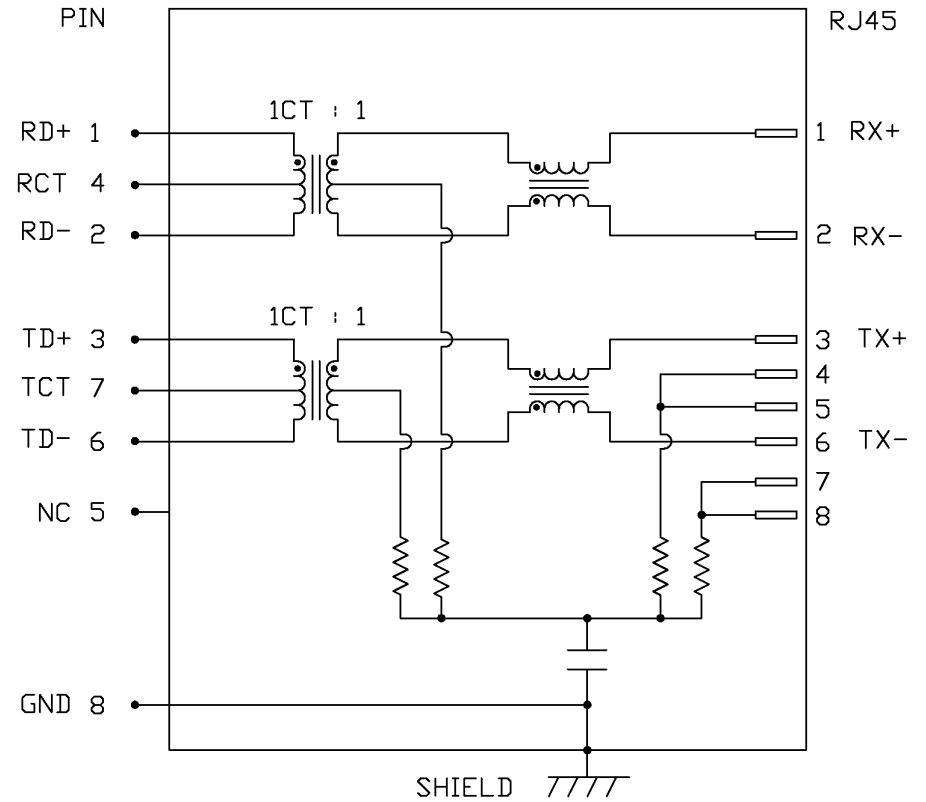 PIN RJ45
1CT : 1
RD+ 1 1 RX+
RCT 4
RD- 2 2 RX-
1CT : 1
TD+ 3 3 TX+
4
TCT 7
5
TD- 6 6 TX-
7
NC 5 8
GND 8
SHIELD